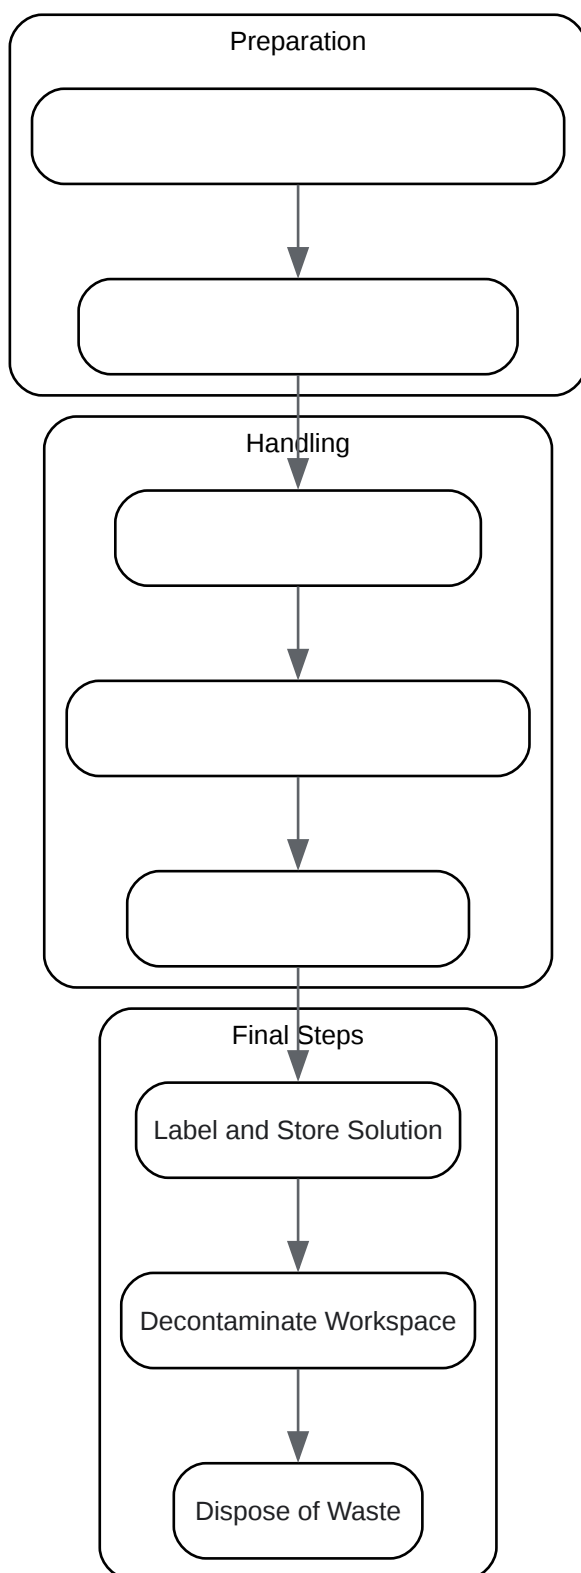 Preparation
Handling
Final Steps
Label and Store Solution
Decontaminate Workspace
Dispose of Waste